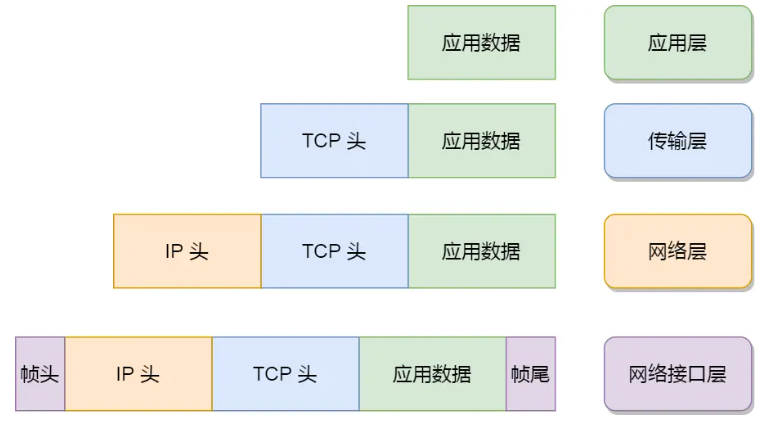 应用数据 应用层
TCP 头 应用数据 传输层
IP 头 TCP 头 应用数据 网络层
帧头 IP 头 TCP 头 应用数据 帧尾 网络接口层